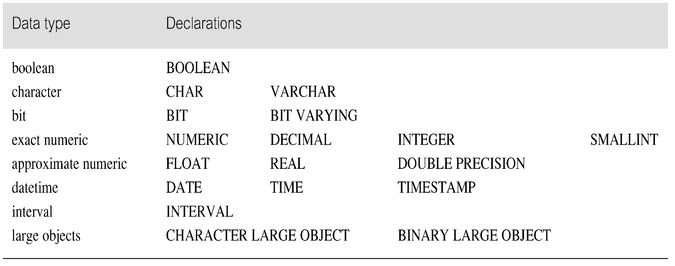 Data type Declarations
boolean BOOLEAN
character CHAR VARCHAR
bit BIT BIT VARYING
exact numeric NUMERIC DECIMAL INTEGER SMALLINT
approximate numeric FLOAT REAL DOUBLE PRECISION
datetime DATE TIME TIMESTAMP
interval INTERVAL
large objects CHARACTER LARGE OBJECT BINARY LARGE OBJECT